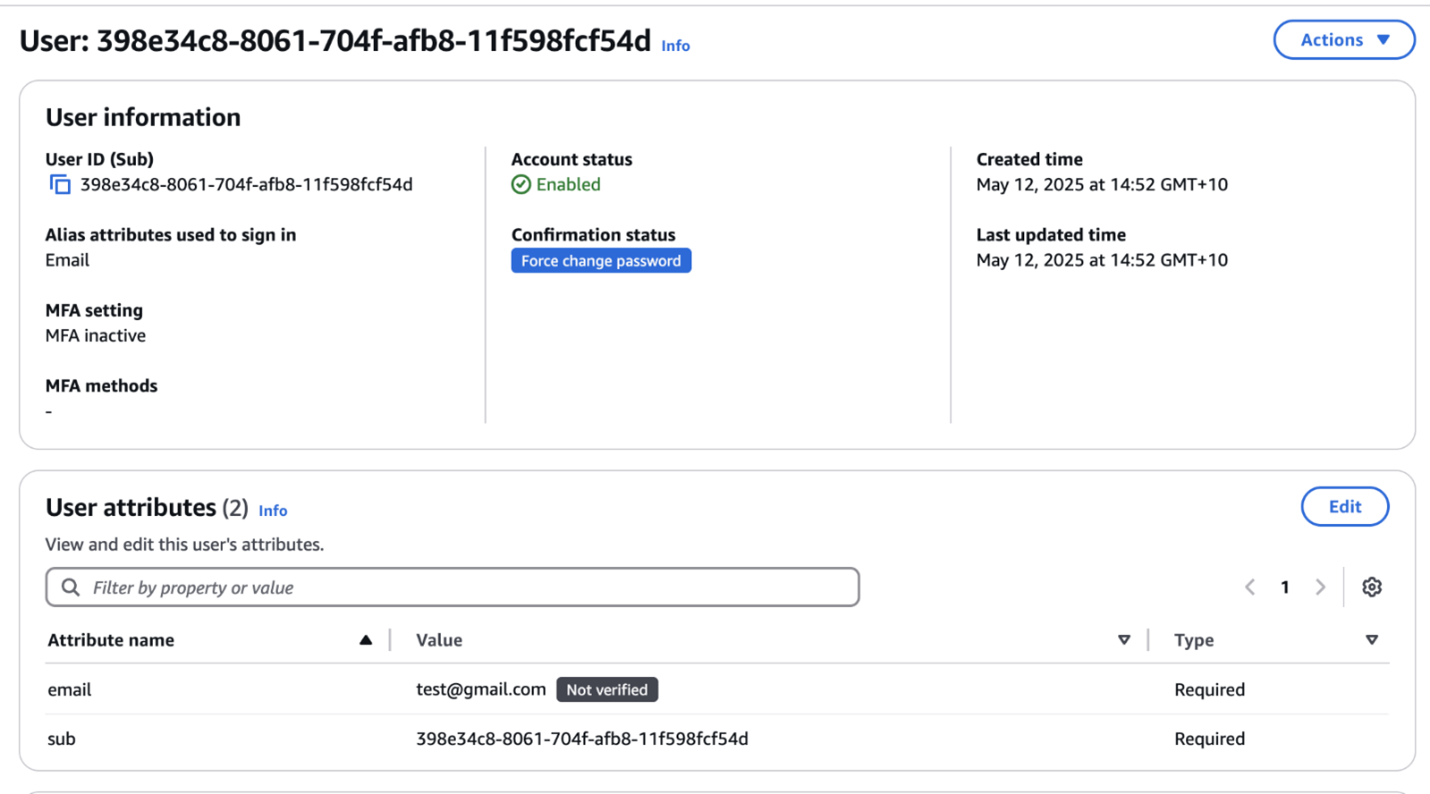 User: 398e34c8-8061-704f-afb8-11f598fcf54d Info
Actions
User information
User ID (Sub)
398e34c8-8061-704f-afb8-11f598fcf54d
Alias attributes used to sign in
Email
MFA setting
MFA inactive
MFA methods
-
Account status
Enabled
Confirmation status
Force change password
Created time
May 12, 2025 at 14:52 GMT+10
Last updated time
May 12, 2025 at 14:52 GMT+10
User attributes (2) Info
Edit
View and edit this user's attributes.
Filter by property or value
1
Attribute name Value Type
email test@gmail.com Not verified Required
sub 398e34c8-8061-704f-afb8-11f598fcf54d Required